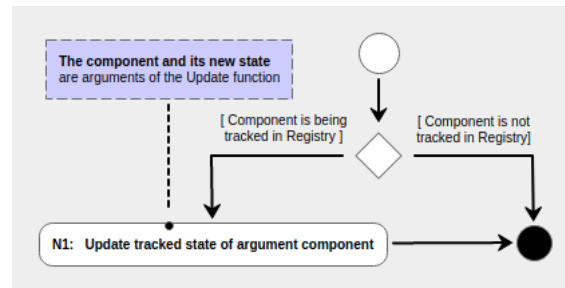 The component and its new state
are arguments of the Update function
[ Component is being
tracked in Registry ]
[ Component is not
tracked in Registry]
N1: Update tracked state of argument component